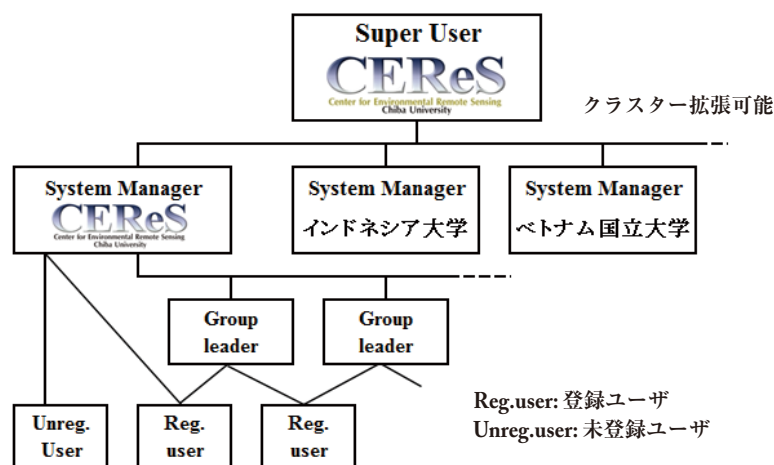 Super User
CEReS
Center for Environmental Remote Sensing
Chiba University
クラスター拡張可能
System Manager
CEReS
Center for Environmental Remote Sensing
Chiba University
System Manager
インドネシア大学
System Manager
ベトナム国立大学
Group
leader
Group
leader
Reg.user: 登録ユーザ
Unreg.user: 未登録ユーザ
Unreg.
User
Reg.
user
Reg.
user